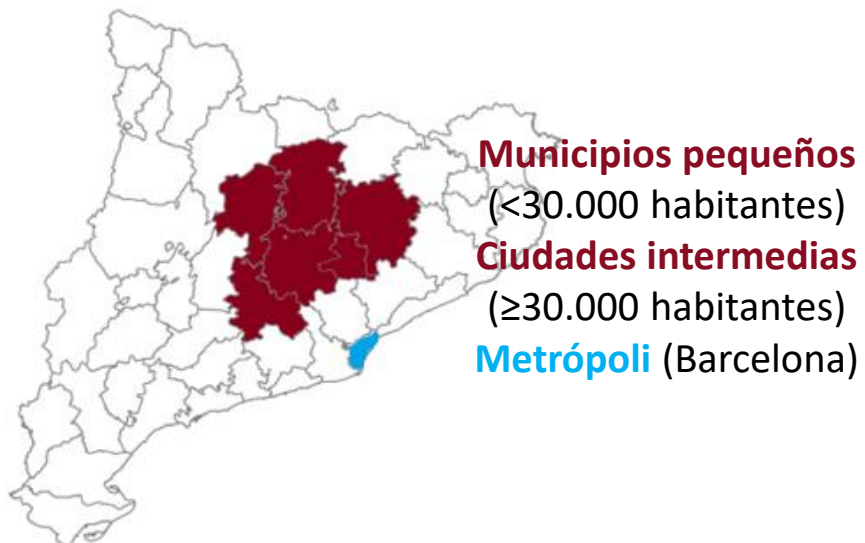 Municipios pequeños
(<30.000 habitantes)
Ciudades intermedias
(≥30.000 habitantes)
Metrópoli (Barcelona)